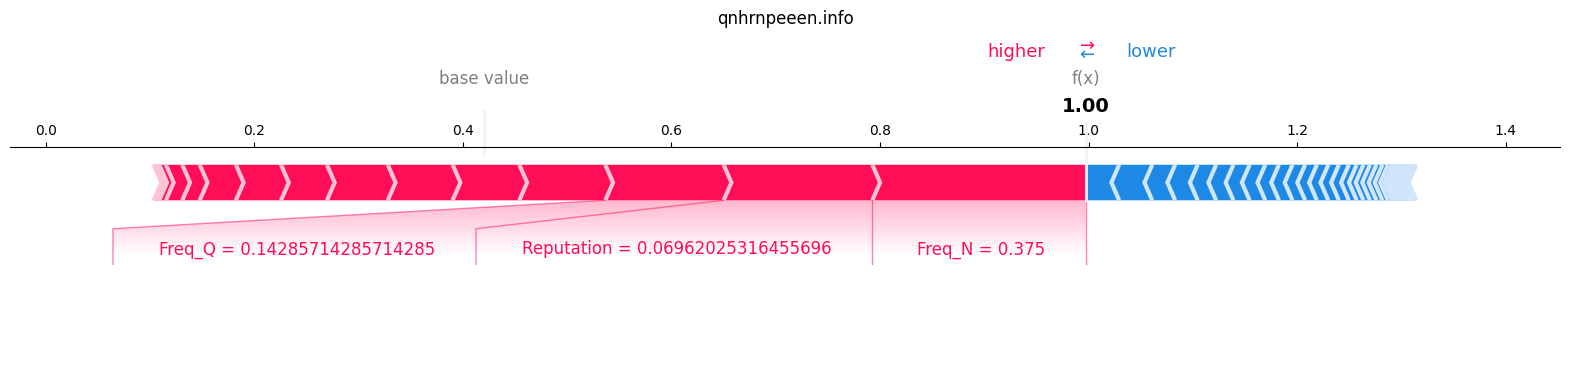 qnhrnpeeen.info
higher ⇄ lower
base value f(x)
1.00
0.0 0.2 0.4 0.6 0.8 1.0 1.2 1.4
Freq_Q = 0.14285714285714285 Reputation = 0.06962025316455696 Freq_N = 0.375